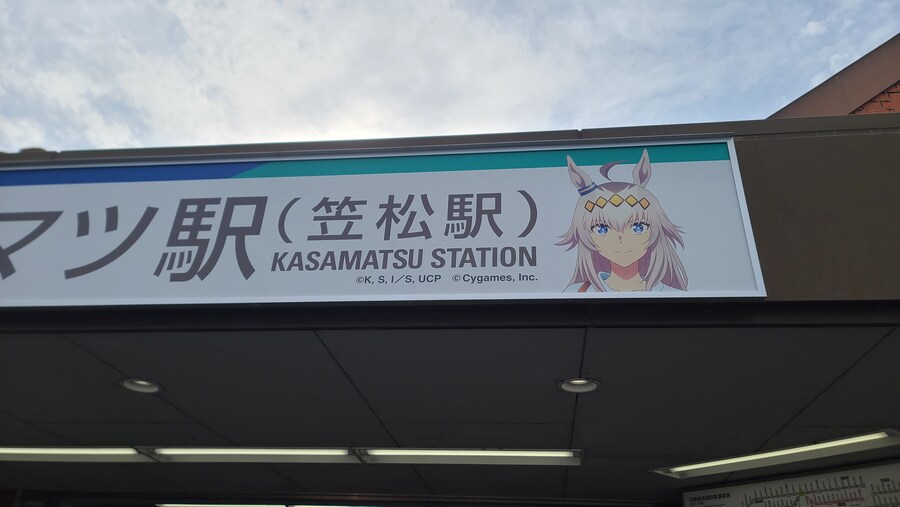 マツ駅(笠松駅)
KASAMATSU STATION
©K, S, I/S, UCP ©Cygames, Inc.